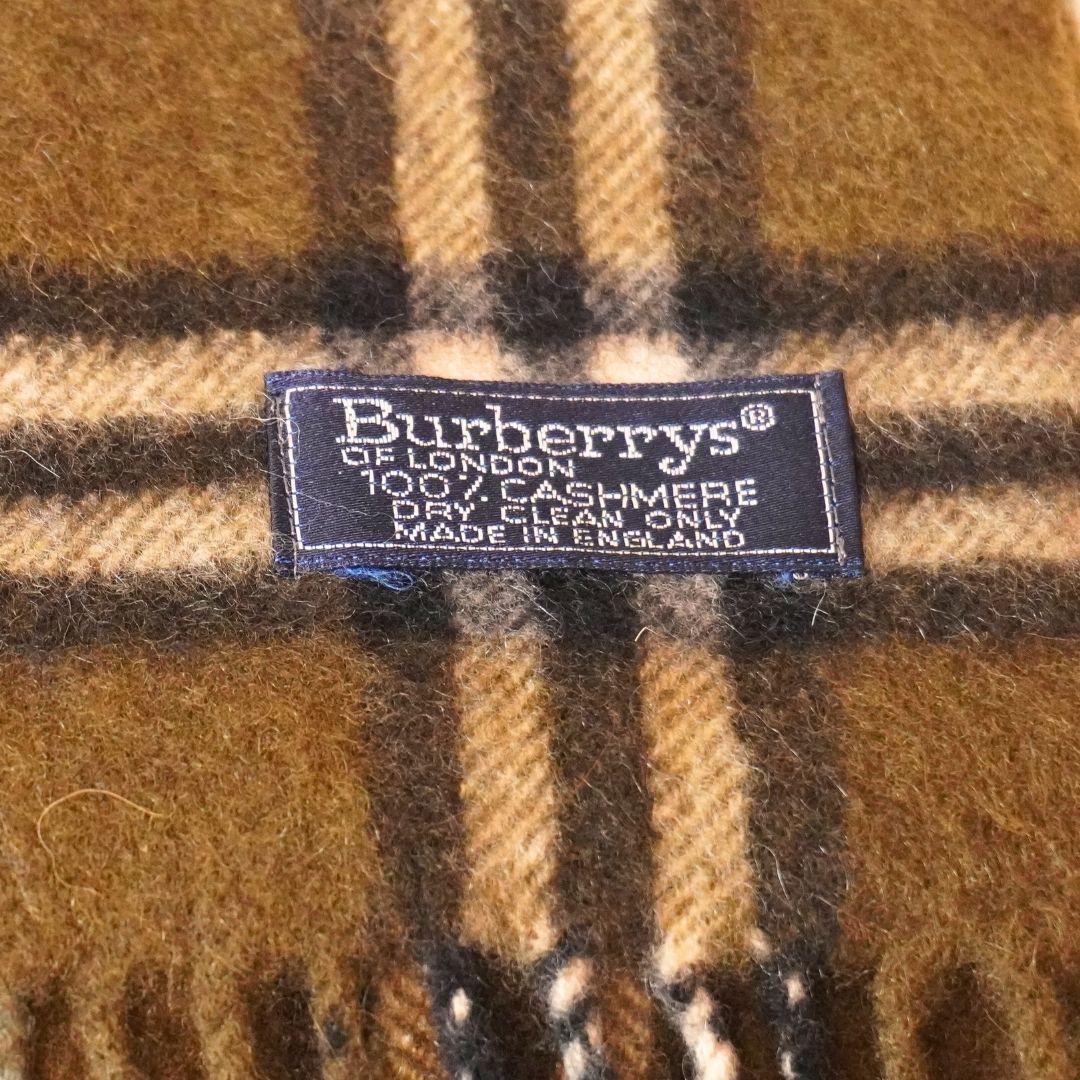 Burberrys®
OF LONDON
100% CASHMERE
DRY CLEAN ONLY
MADE IN ENGLAND